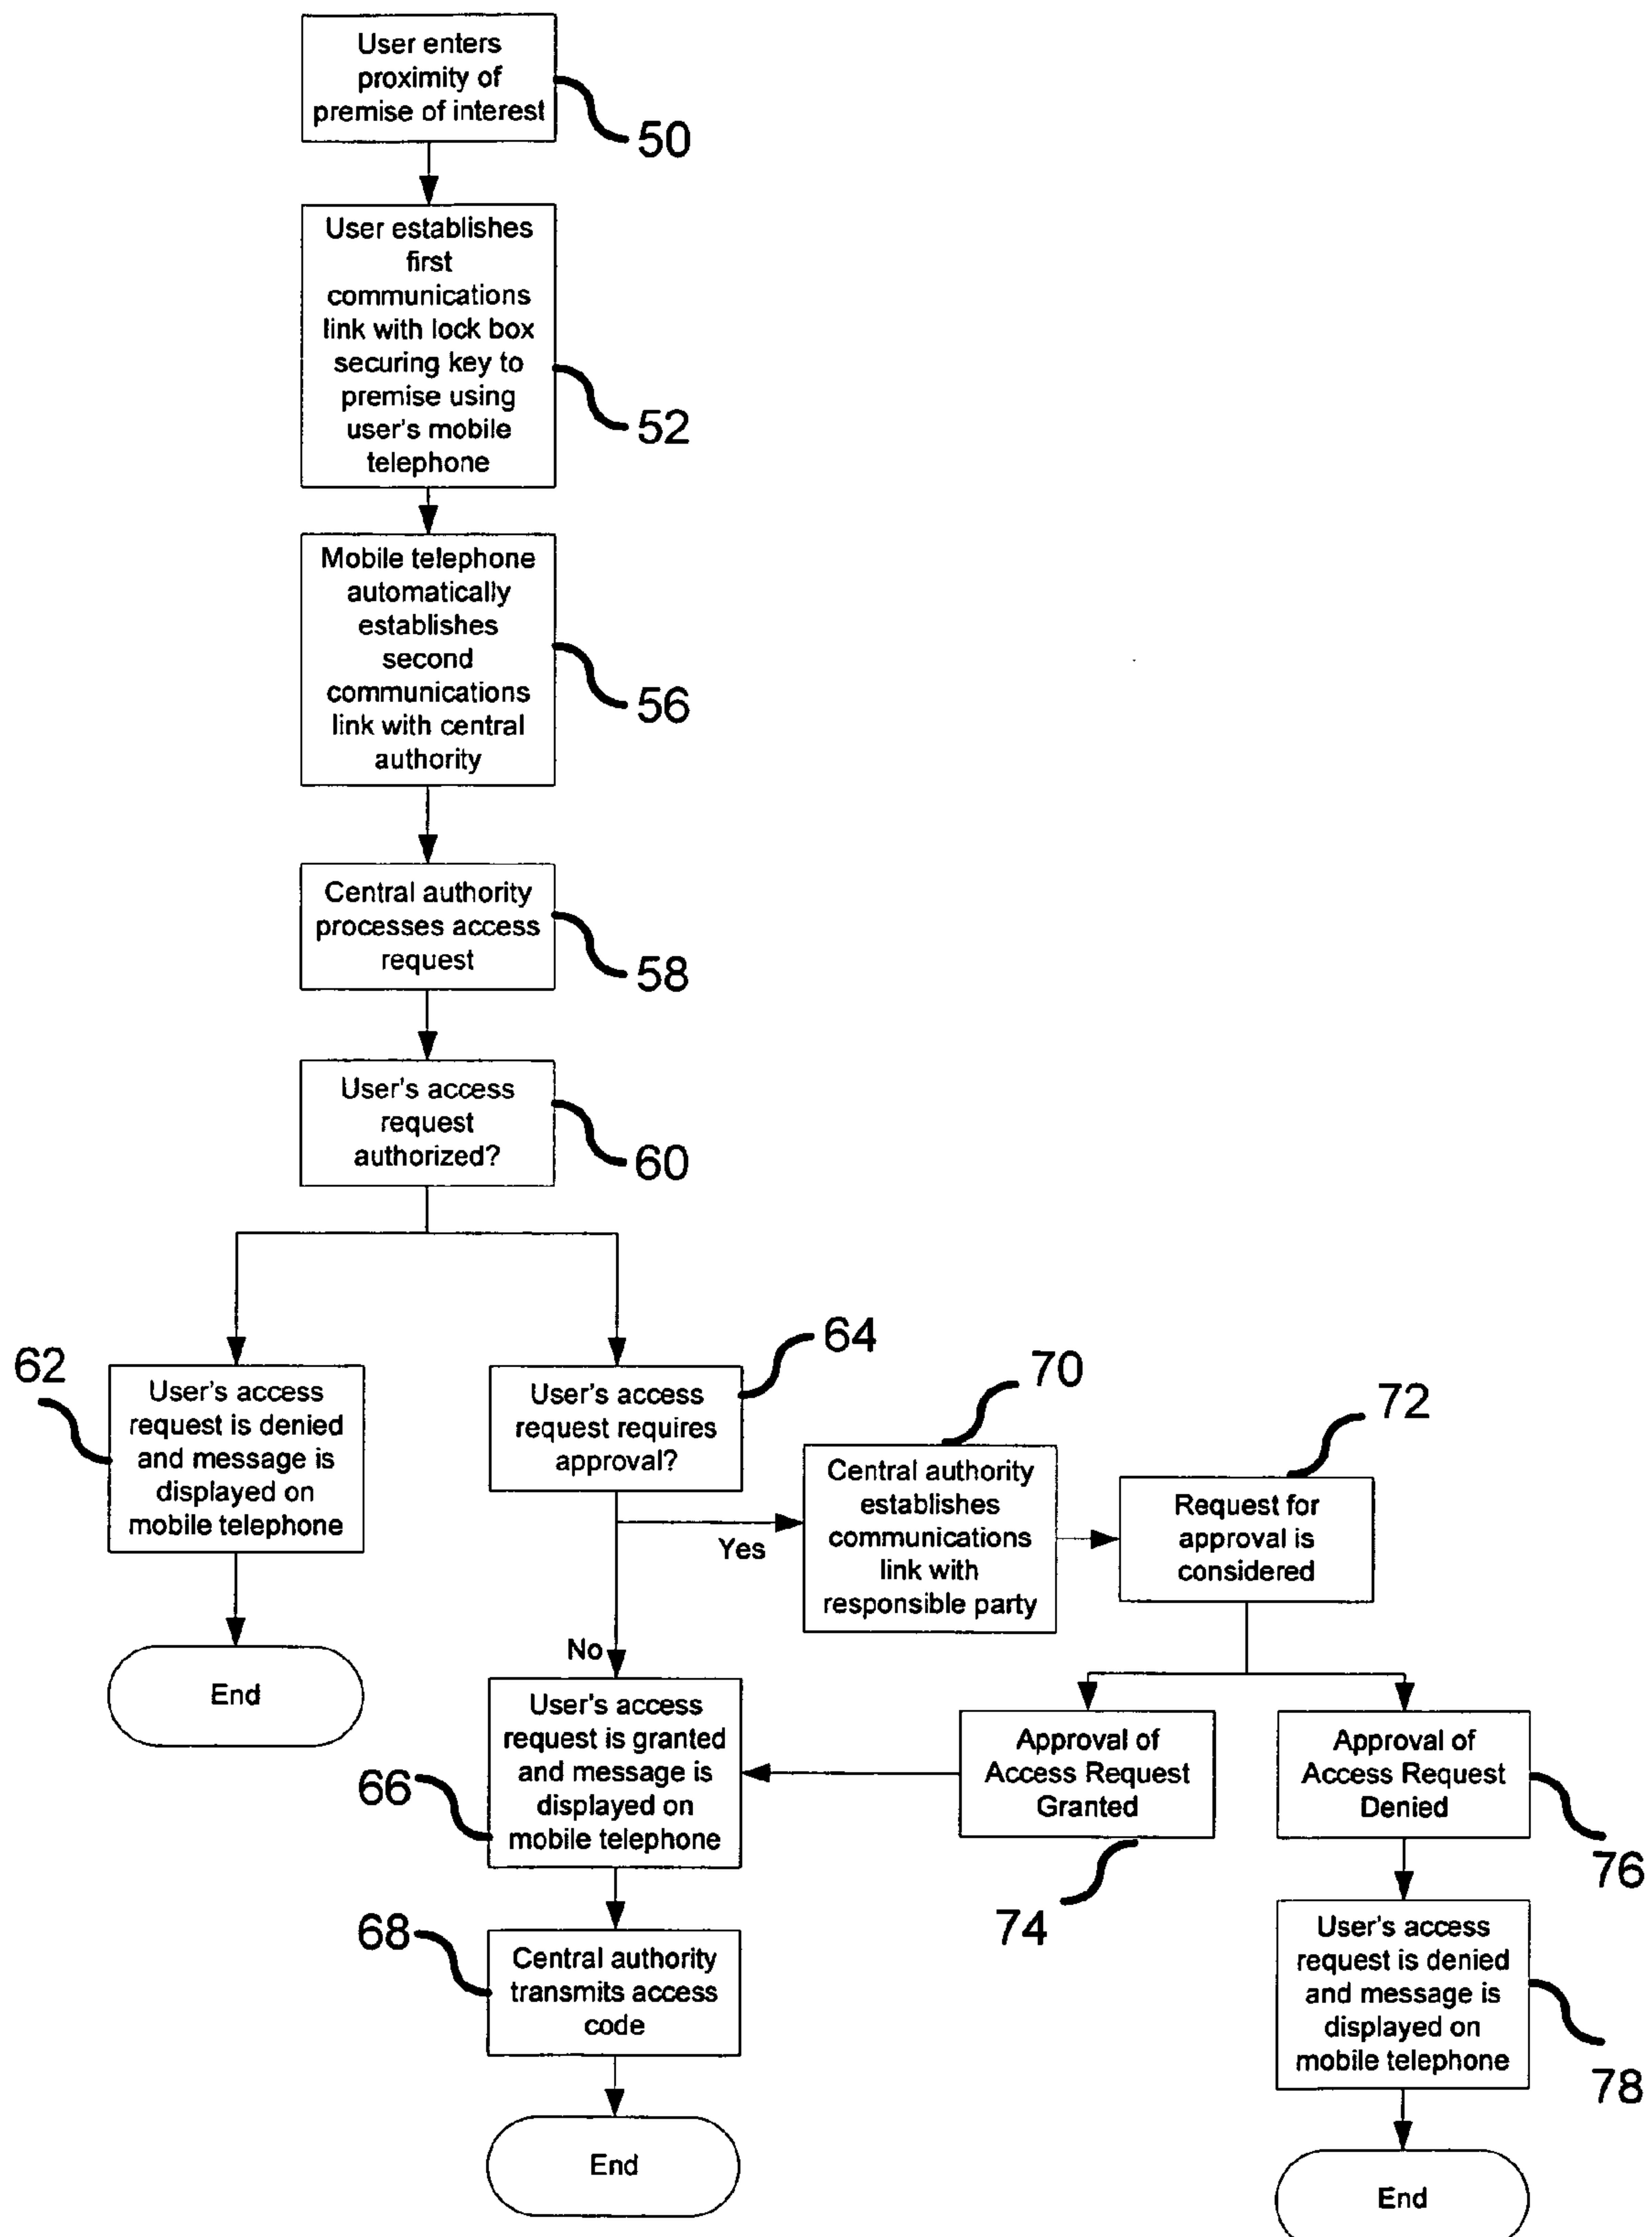 User enters
proximity of
premise of interest
50
User establishes
first
communications
link with lock box
securing key to
premise using
user's mobile
telephone
52
Mobile telephone
automatically
establishes
second
communications
link with central
authority
56
Central authority
processes access
request
58
User's access
request
authorized?
60
62
User's access
request is denied
and message is
displayed on
mobile telephone
End
64
User's access
request requires
approval?
Yes
No
70
Central authority
establishes
communications
link with
responsible party
72
Request for
approval is
considered
66
User's access
request is granted
and message is
displayed on
mobile telephone
Approval of
Access Request
Granted
74
Approval of
Access Request
Denied
76
68
Central authority
transmits access
code
End
User's access
request is denied
and message is
displayed on
mobile telephone
78
End